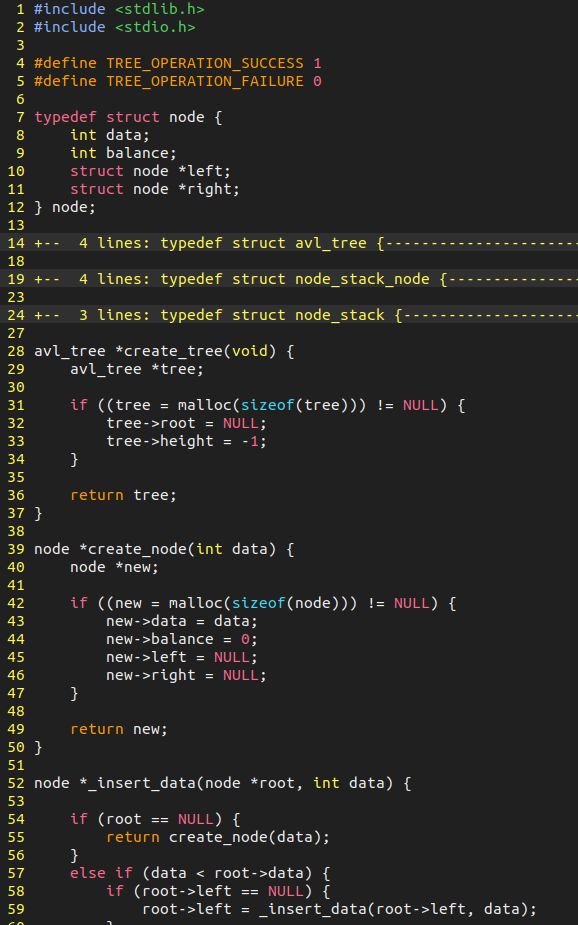 1 #include <stdlib.h>
2 #include <stdio.h>
3
4 #define TREE_OPERATION_SUCCESS 1
5 #define TREE_OPERATION_FAILURE 0
6
7 typedef struct node {
8     int data;
9     int balance;
10     struct node *left;
11     struct node *right;
12 } node;
13
14 +--  4 lines: typedef struct avl_tree {----------------------
18
19 +--  4 lines: typedef struct node_stack_node {---------------
23
24 +--  3 lines: typedef struct node_stack {--------------------
27
28 avl_tree *create_tree(void) {
29     avl_tree *tree;
30
31     if ((tree = malloc(sizeof(tree))) != NULL) {
32         tree->root = NULL;
33         tree->height = -1;
34     }
35
36     return tree;
37 }
38
39 node *create_node(int data) {
40     node *new;
41
42     if ((new = malloc(sizeof(node))) != NULL) {
43         new->data = data;
44         new->balance = 0;
45         new->left = NULL;
46         new->right = NULL;
47     }
48
49     return new;
50 }
51
52 node *_insert_data(node *root, int data) {
53
54     if (root == NULL) {
55         return create_node(data);
56     }
57     else if (data < root->data) {
58         if (root->left == NULL) {
59             root->left = _insert_data(root->left, data);